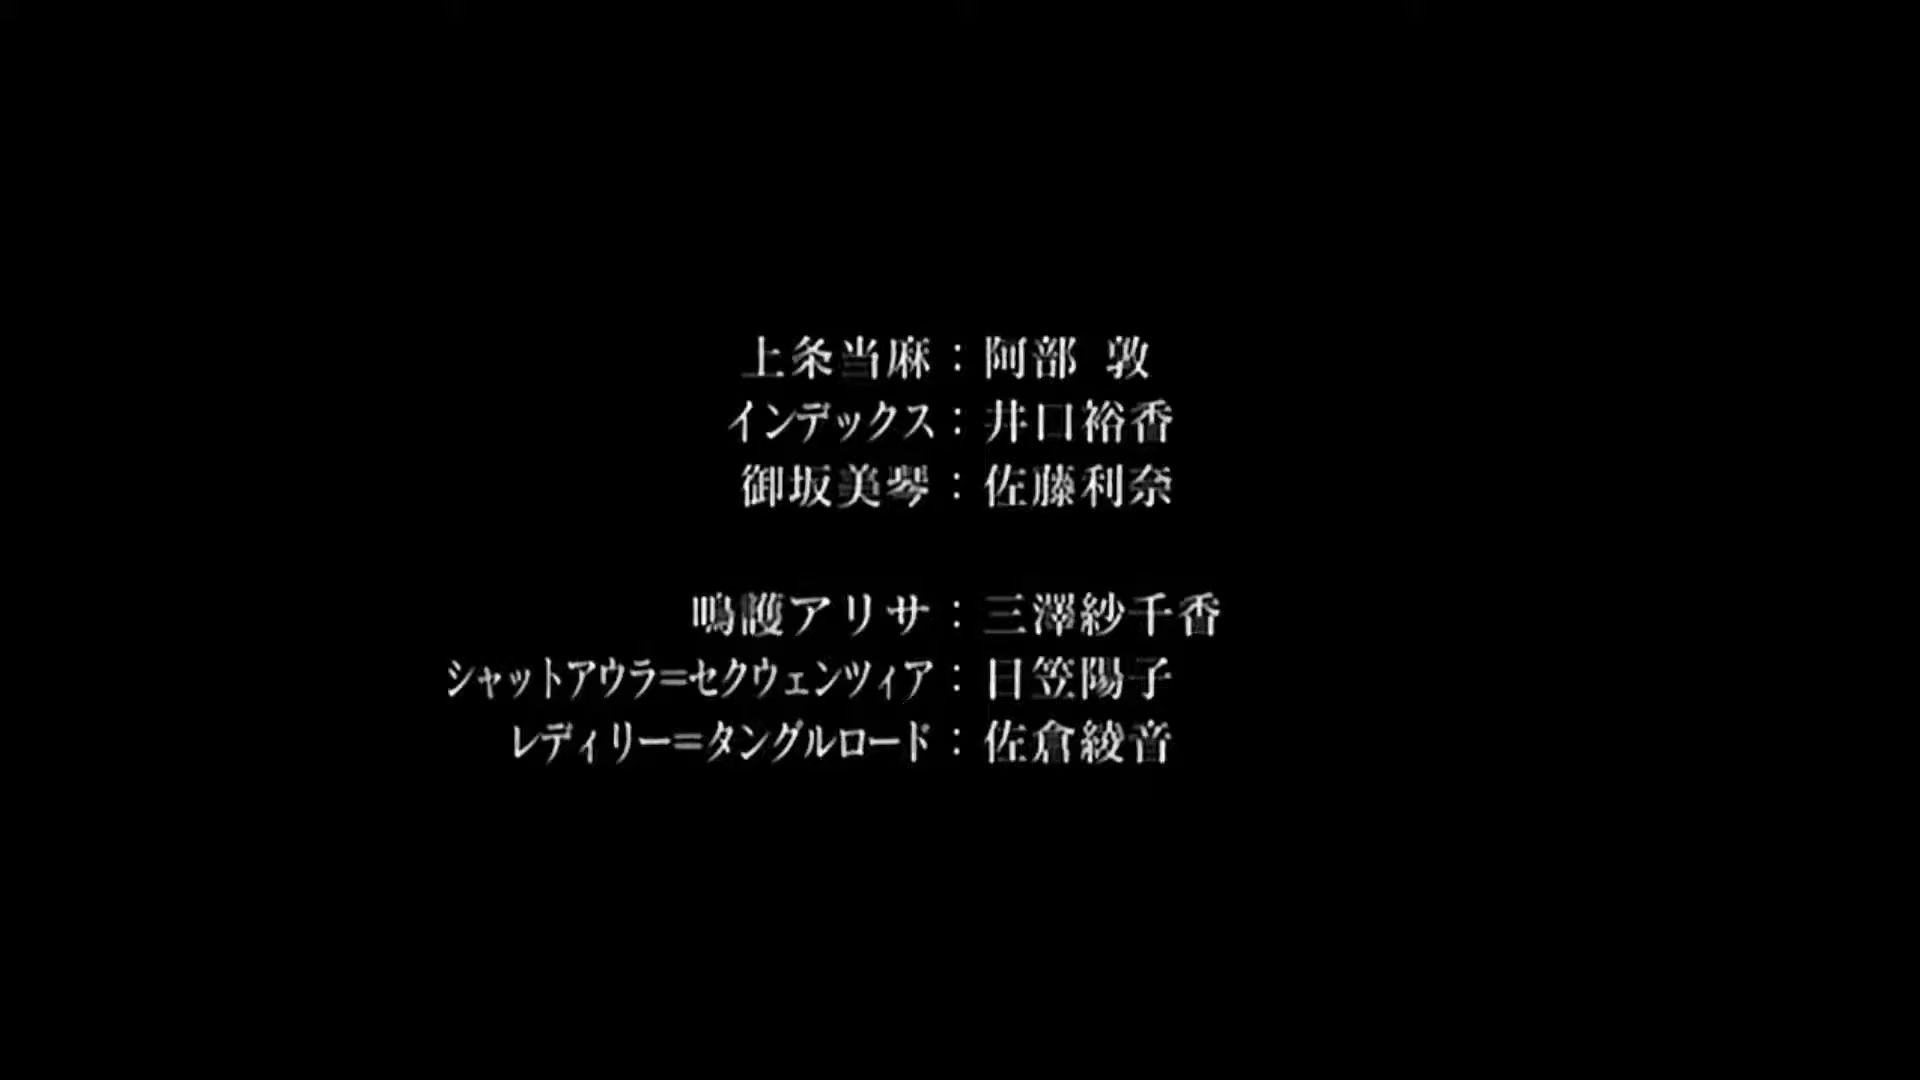 上条当麻：阿部 敦
インデックス：井口裕香
御坂美琴：佐藤利奈
鳴護アリサ：三澤紗千香
シャットアウラ＝セクウェンツィア：日笠陽子
レディリー＝タングルロード：佐倉綾音